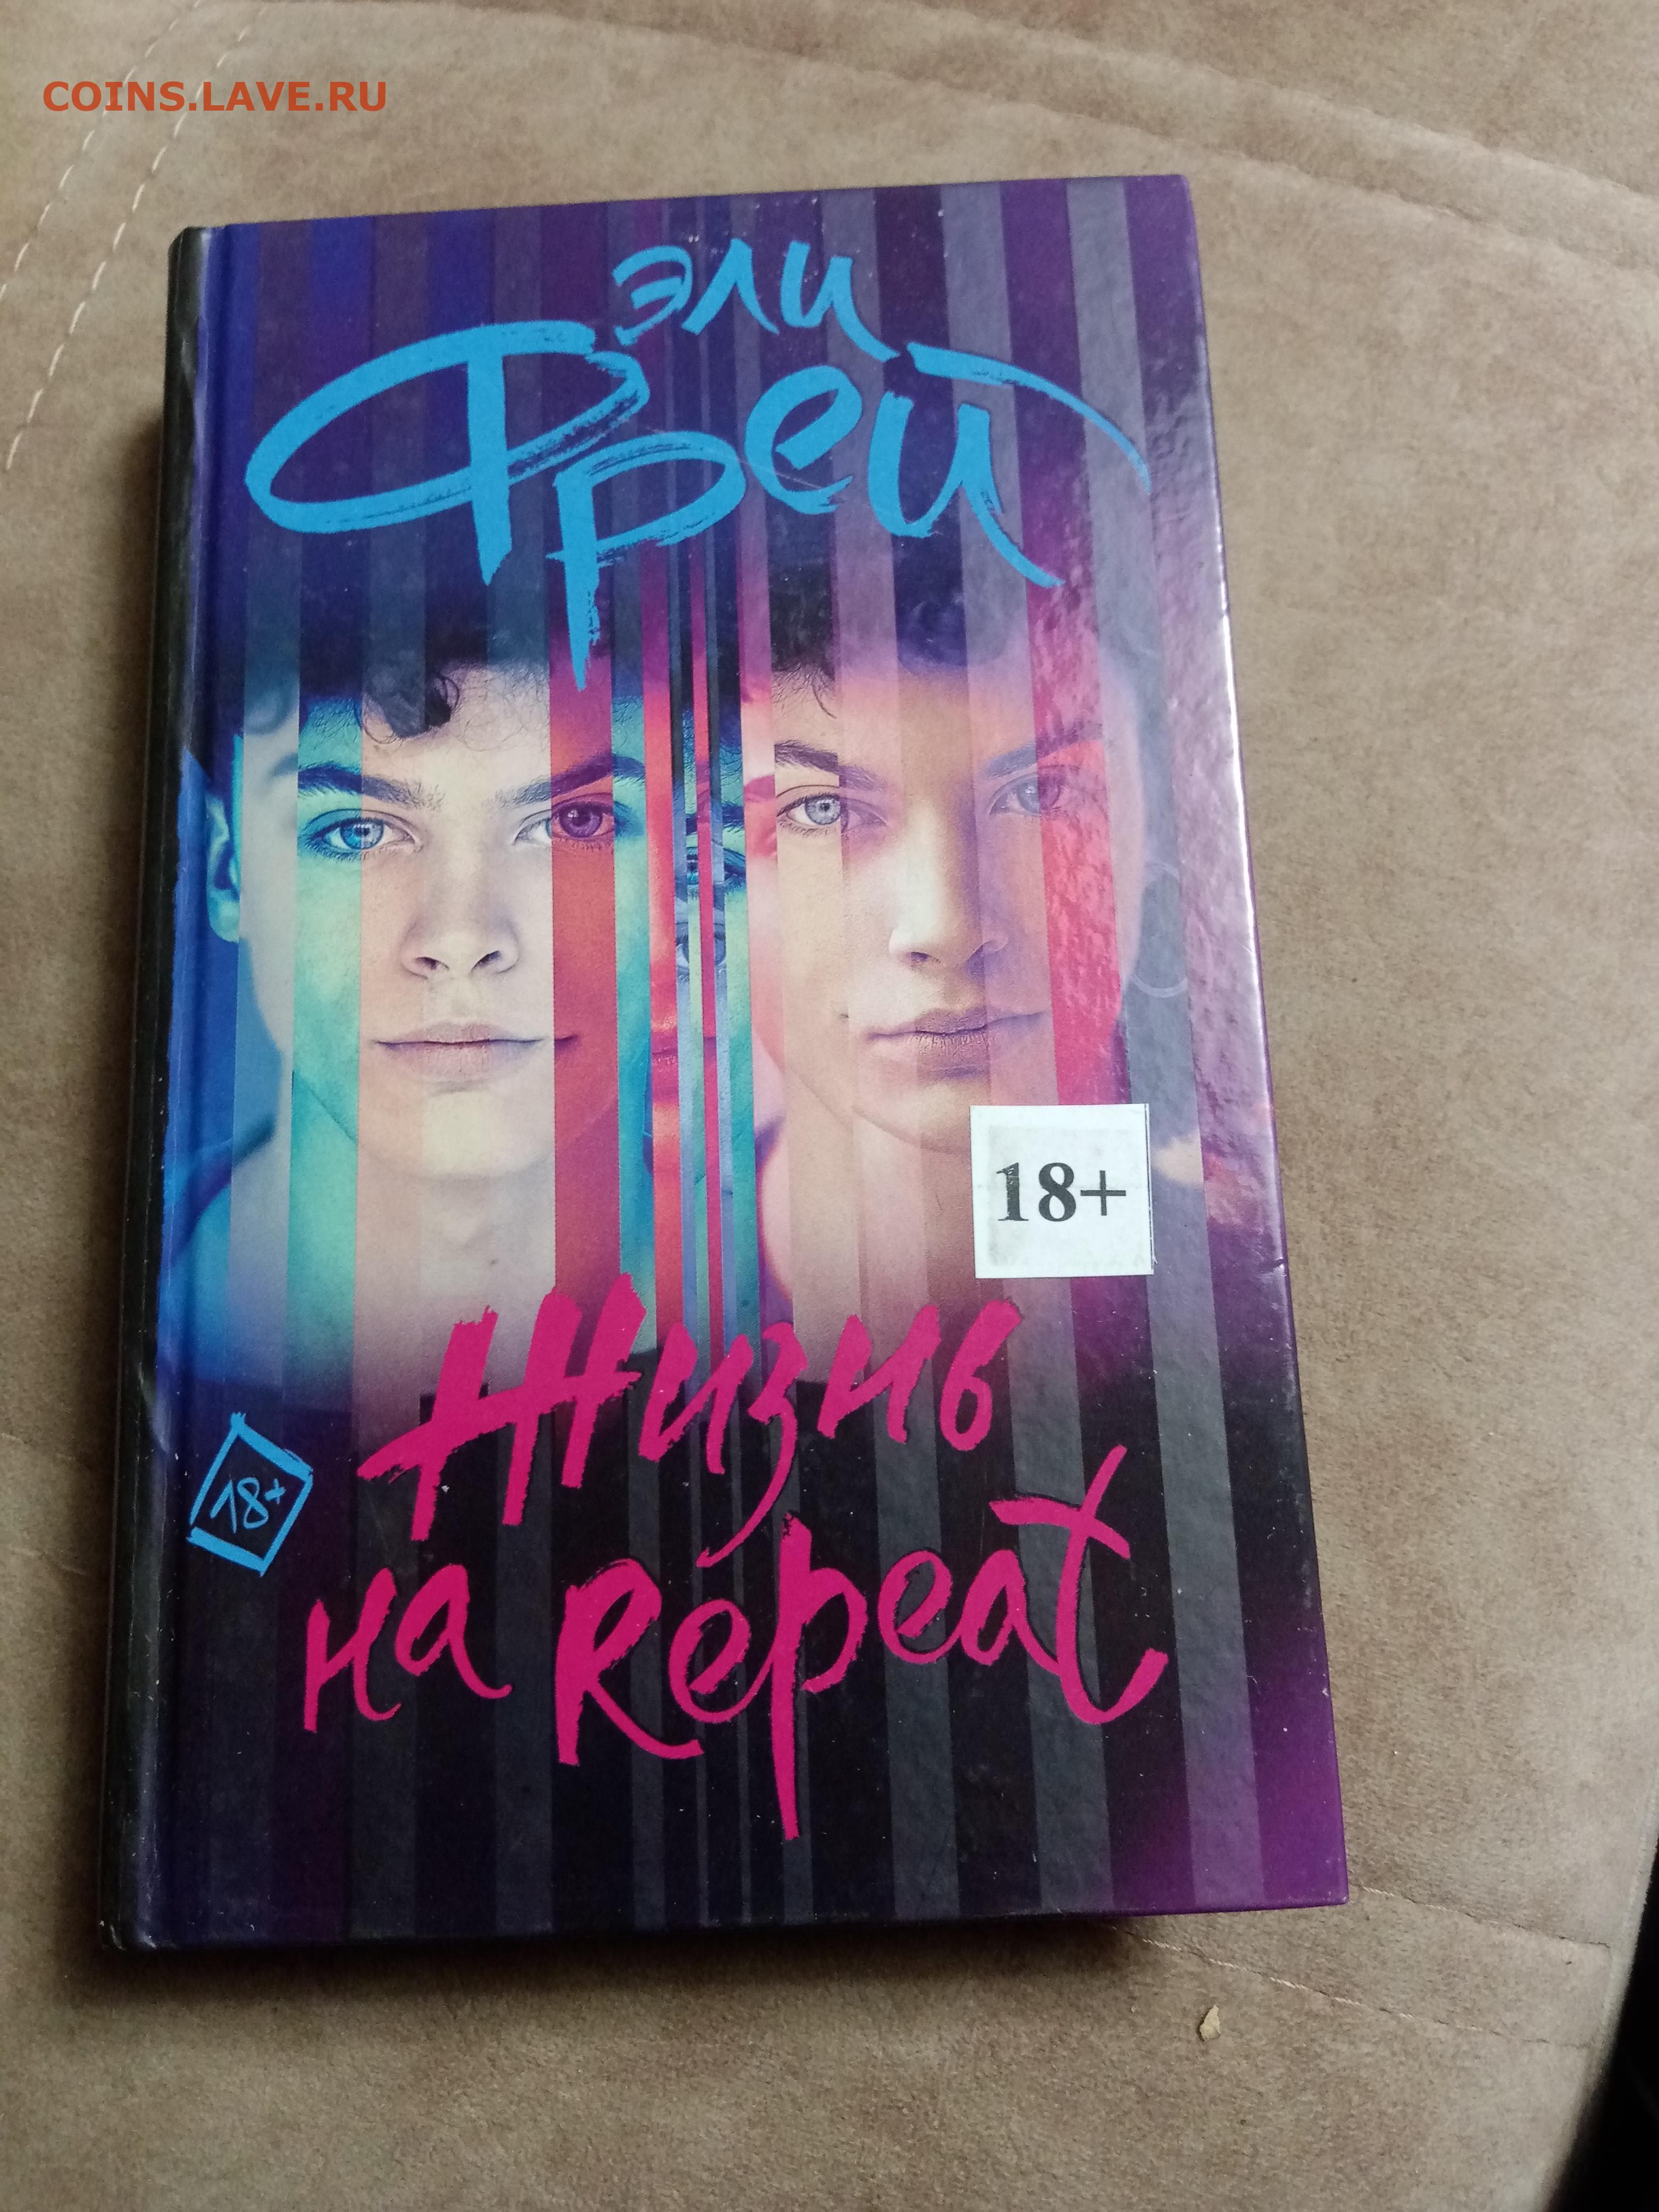 COINS.LAVE.RU
эли
Фрей
18+
Жизнь
18+
на Repeat